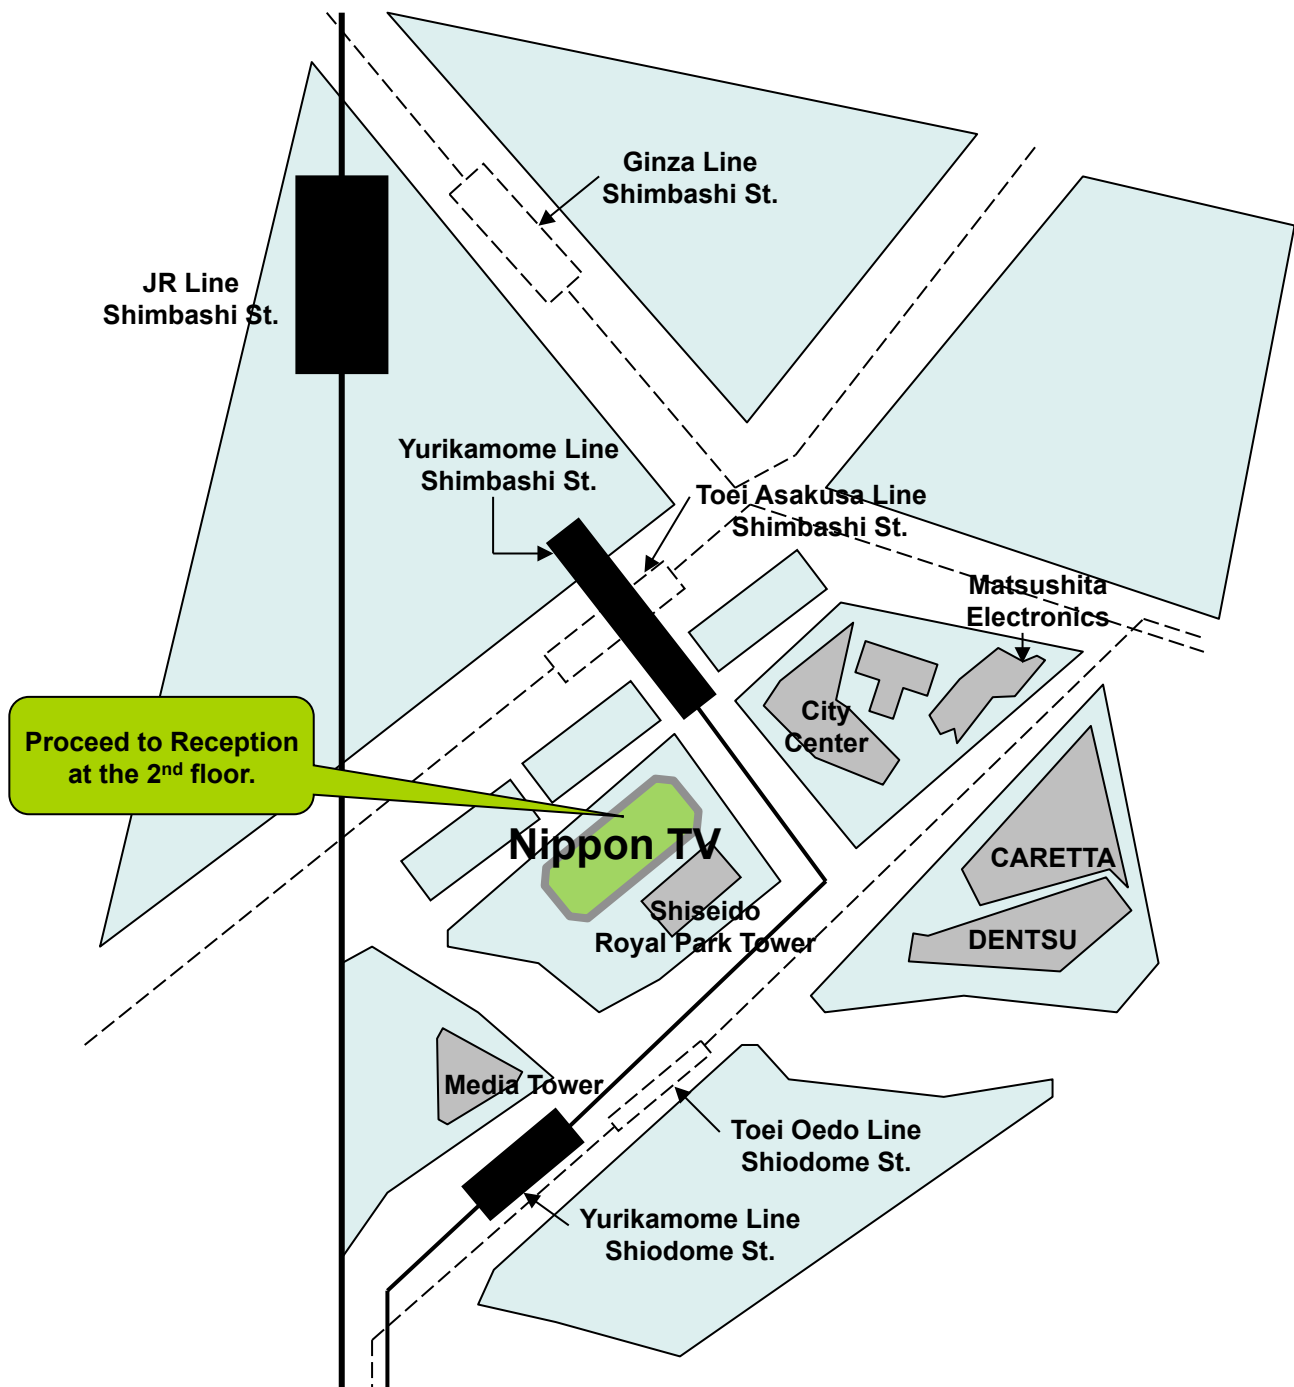 Ginza Line
Shimbashi St.
JR Line
Shimbashi St.
Yurikamome Line
Shimbashi St.
Toei Asakusa Line
Shimbashi St.
Matsushita
Electronics
City
Center
Proceed to Reception
at the 2nd floor.
Nippon TV
CARETTA
Shiseido
Royal Park Tower
DENTSU
Media Tower
Toei Oedo Line
Shiodome St.
Yurikamome Line
Shiodome St.